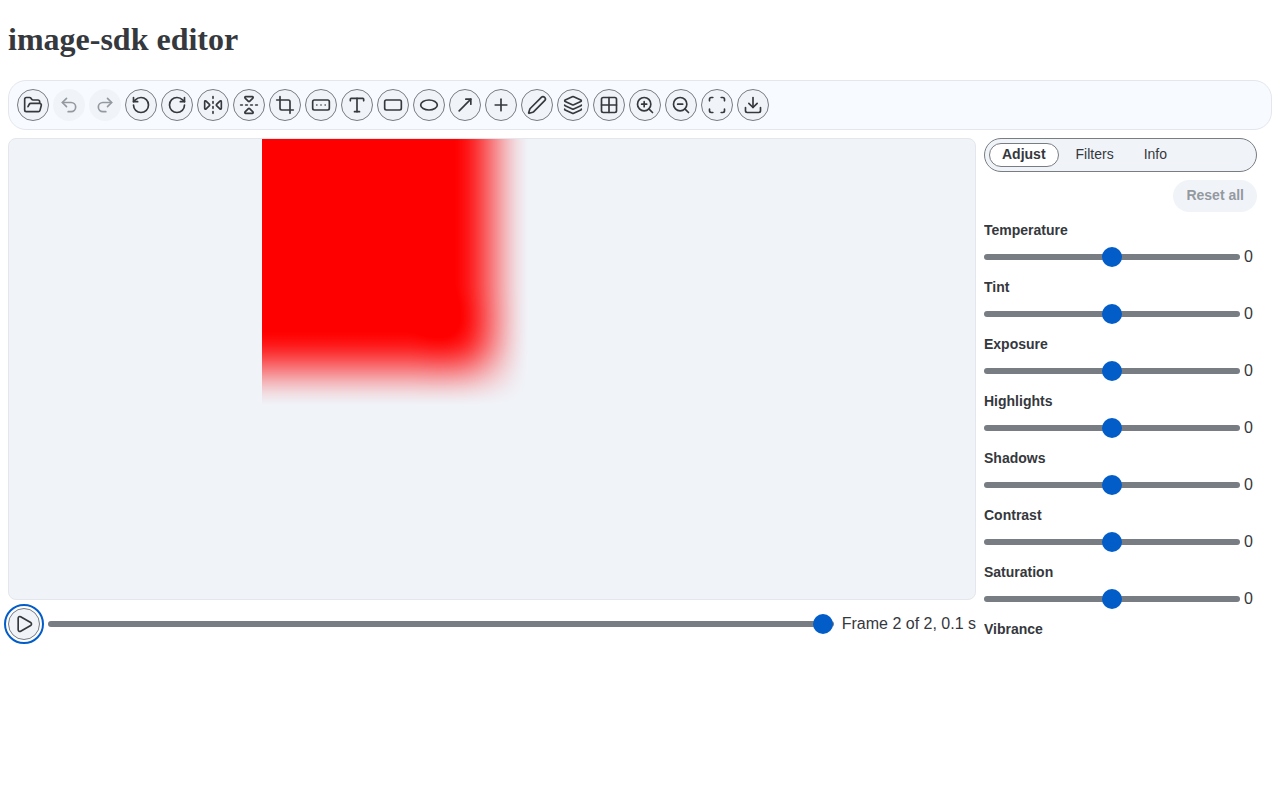 image-sdk editor
Adjust Filters Info
Reset all
Temperature
0
Tint
0
Exposure
0
Highlights
0
Shadows
0
Contrast
0
Saturation
0
Frame 2 of 2, 0.1 s
Vibrance